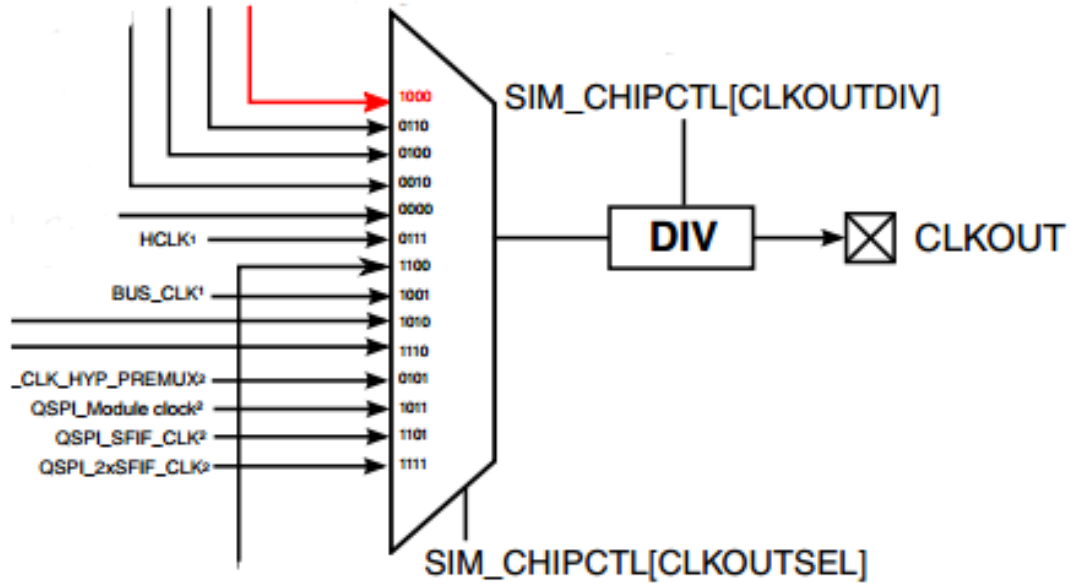 1000
SIM_CHIPCTL[CLKOUTDIV]
0110
0100
0010
0000
HCLK¹
0111
DIV
CLKOUT
1100
BUS_CLK¹
1001
1010
1110
_CLK_HYP_PREMUX²
0101
QSPI_Module clock²
1011
QSPI_SFIF_CLK²
1101
QSPI_2xSFIF_CLK²
1111
SIM_CHIPCTL[CLKOUTSEL]